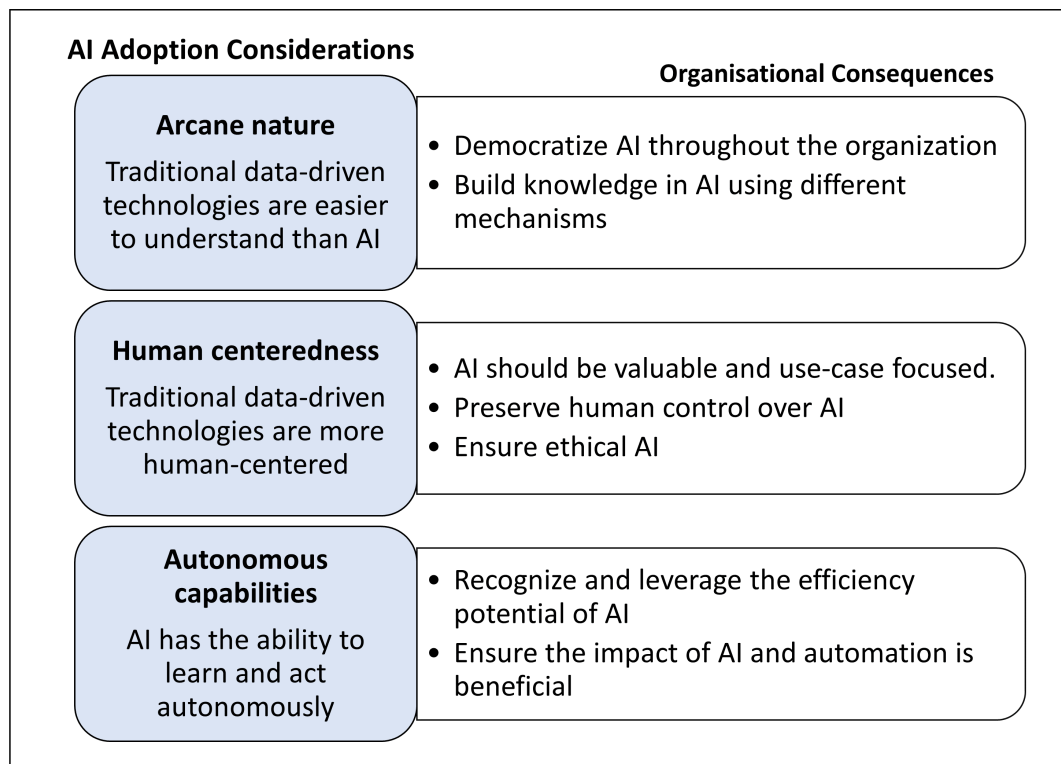 AI Adoption Considerations
Organisational Consequences
Arcane nature
Traditional data-driven
technologies are easier
to understand than AI
• Democratize AI throughout the organization
• Build knowledge in AI using different
mechanisms
Human centeredness
Traditional data-driven
technologies are more
human-centered
• AI should be valuable and use-case focused.
• Preserve human control over AI
• Ensure ethical AI
Autonomous
capabilities
AI has the ability to
learn and act
autonomously
• Recognize and leverage the efficiency
potential of AI
• Ensure the impact of AI and automation is
beneficial